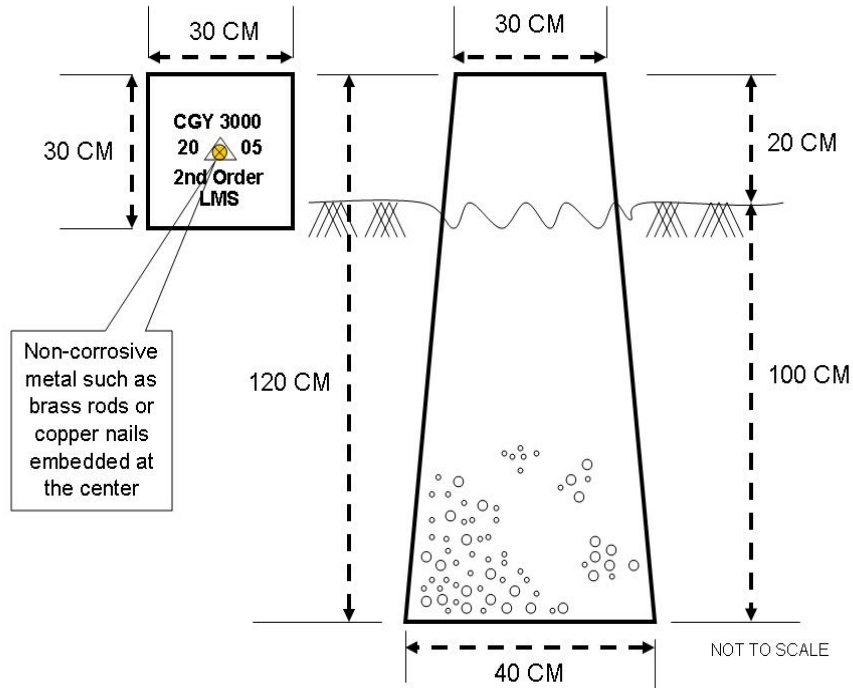 30 CM
30 CM
30 CM
CGY 3000
20 05
2nd Order
LMS
20 CM
Non-corrosive
metal such as
brass rods or
copper nails
embedded at
the center
120 CM
100 CM
40 CM
NOT TO SCALE